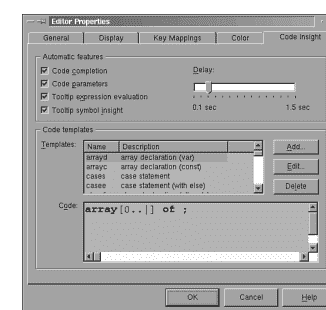 Editor Properties
General Display Key Mappings Color Code Insight
Automatic features
Code completion
Code parameters
Tooltip expression evaluation
Tooltip symbol insight
Delay:
0.1 sec 1.5 sec
Code templates
Templates:
Name Description
arrayd array declaration (var)
arrayc array declaration (const)
cases case statement
casee case statement (with else)
Add...
Edit...
Delete
Code:
array[0..|] of ;
OK Cancel Help